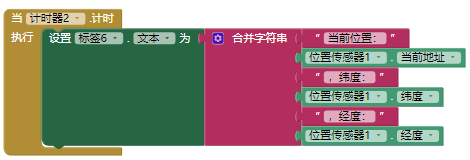 当 计时器2 .计时
执行 设置 标签6 . 文本 为 合并字符串 "当前位置："
位置传感器1 . 当前地址
"，纬度："
位置传感器1 . 纬度
"，经度："
位置传感器1 . 经度